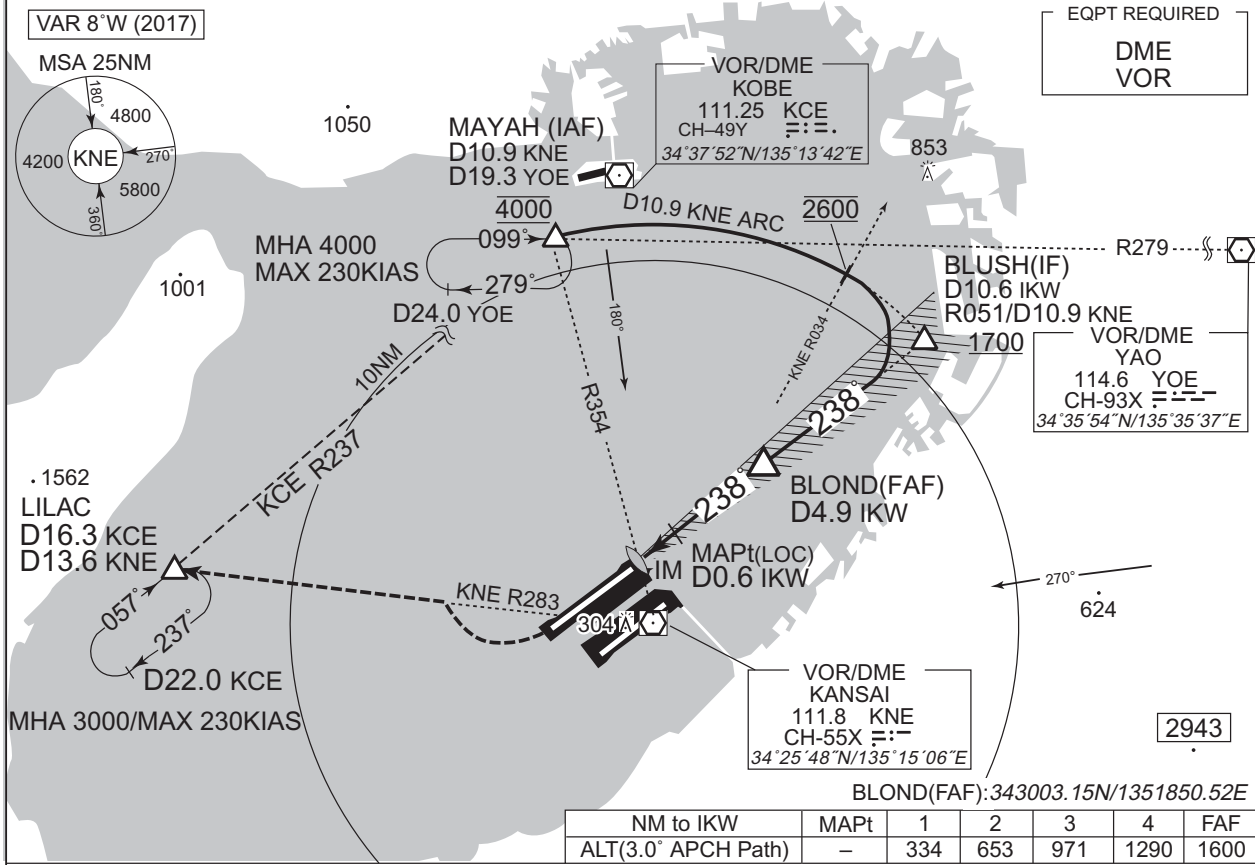 VAR 8°W (2017)
MSA 25NM
180°
4800
4200
KNE
270°
5800
360°
1050
EQPT REQUIRED
DME
VOR
VOR/DME
KOBE
111.25 KCE
CH–49Y
34°37´52˝N/135°13´42˝E
853
MAYAH (IAF)
D10.9 KNE
D19.3 YOE
4000
D10.9 KNE ARC
2600
099°
MHA 4000
MAX 230KIAS
279°
D24.0 YOE
R279
BLUSH(IF)
D10.6 IKW
R051/D10.9 KNE
1700
VOR/DME
YAO
114.6 YOE
CH-93X
34°35´54˝N/135°35´37˝E
1001
180°
KNE R034
10NM
R354
238°
KCE R237
BLOND(FAF)
D4.9 IKW
238°
1562
LILAC
D16.3 KCE
D13.6 KNE
IM
MAPt(LOC)
D0.6 IKW
KNE R283
270°
624
057°
237°
304
D22.0 KCE
MHA 3000/MAX 230KIAS
VOR/DME
KANSAI
111.8 KNE
CH-55X
34°25´48˝N/135°15´06˝E
2943
BLOND(FAF):343003.15N/1351850.52E
NM to IKW MAPt 1 2 3 4 FAF
ALT(3.0° APCH Path) – 334 653 971 1290 1600